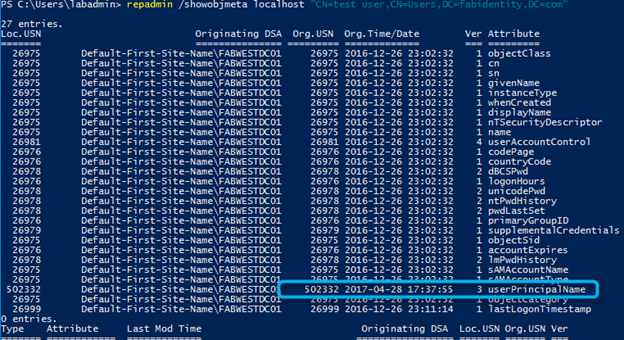 PS C:\Users\labadmin> repadmin /showobjmeta localhost "CN=test user,CN=Users,DC=fabidentity,DC=com"
27 entries.
Loc.USN Originating DSA Org.USN Org.Time/Date Ver Attribute
======= =============== ======= ============= === =========
26975 Default-First-Site-Name\FABWESTDC01 26975 2016-12-26 23:02:32 1 objectClass
26975 Default-First-Site-Name\FABWESTDC01 26975 2016-12-26 23:02:32 1 cn
26975 Default-First-Site-Name\FABWESTDC01 26975 2016-12-26 23:02:32 1 sn
26975 Default-First-Site-Name\FABWESTDC01 26975 2016-12-26 23:02:32 1 givenName
26975 Default-First-Site-Name\FABWESTDC01 26975 2016-12-26 23:02:32 1 instanceType
26975 Default-First-Site-Name\FABWESTDC01 26975 2016-12-26 23:02:32 1 whenCreated
26975 Default-First-Site-Name\FABWESTDC01 26975 2016-12-26 23:02:32 1 displayName
26975 Default-First-Site-Name\FABWESTDC01 26975 2016-12-26 23:02:32 1 nTSecurityDescriptor
26975 Default-First-Site-Name\FABWESTDC01 26975 2016-12-26 23:02:32 1 name
26981 Default-First-Site-Name\FABWESTDC01 26981 2016-12-26 23:02:32 4 userAccountControl
26976 Default-First-Site-Name\FABWESTDC01 26976 2016-12-26 23:02:32 1 codePage
26976 Default-First-Site-Name\FABWESTDC01 26976 2016-12-26 23:02:32 1 countryCode
26978 Default-First-Site-Name\FABWESTDC01 26978 2016-12-26 23:02:32 2 dBCSPwd
26976 Default-First-Site-Name\FABWESTDC01 26976 2016-12-26 23:02:32 1 logonHours
26978 Default-First-Site-Name\FABWESTDC01 26978 2016-12-26 23:02:32 2 unicodePwd
26978 Default-First-Site-Name\FABWESTDC01 26978 2016-12-26 23:02:32 2 ntPwdHistory
26978 Default-First-Site-Name\FABWESTDC01 26978 2016-12-26 23:02:32 2 pwdLastSet
26976 Default-First-Site-Name\FABWESTDC01 26976 2016-12-26 23:02:32 1 primaryGroupID
26979 Default-First-Site-Name\FABWESTDC01 26979 2016-12-26 23:02:32 1 supplementalCredentials
26975 Default-First-Site-Name\FABWESTDC01 26975 2016-12-26 23:02:32 1 objectSid
26976 Default-First-Site-Name\FABWESTDC01 26976 2016-12-26 23:02:32 1 accountExpires
26978 Default-First-Site-Name\FABWESTDC01 26978 2016-12-26 23:02:32 2 lmPwdHistory
26975 Default-First-Site-Name\FABWESTDC01 26975 2016-12-26 23:02:32 1 sAMAccountName
26975 Default-First-Site-Name\FABWESTDC01 26975 2016-12-26 23:02:32 1 sAMAccountType
502332 Default-First-Site-Name\FABWESTDC01 502332 2017-04-28 17:37:55 3 userPrincipalName
26975 Default-First-Site-Name\FABWESTDC01 26975 2016-12-26 23:02:32 1 objectCategory
26999 Default-First-Site-Name\FABWESTDC01 26999 2016-12-26 23:11:14 1 lastLogonTimestamp
0 entries.
Type Attribute Last Mod Time Originating DSA Loc.USN Org.USN Ver
======= ============ ============= ================= ======= ======= ===